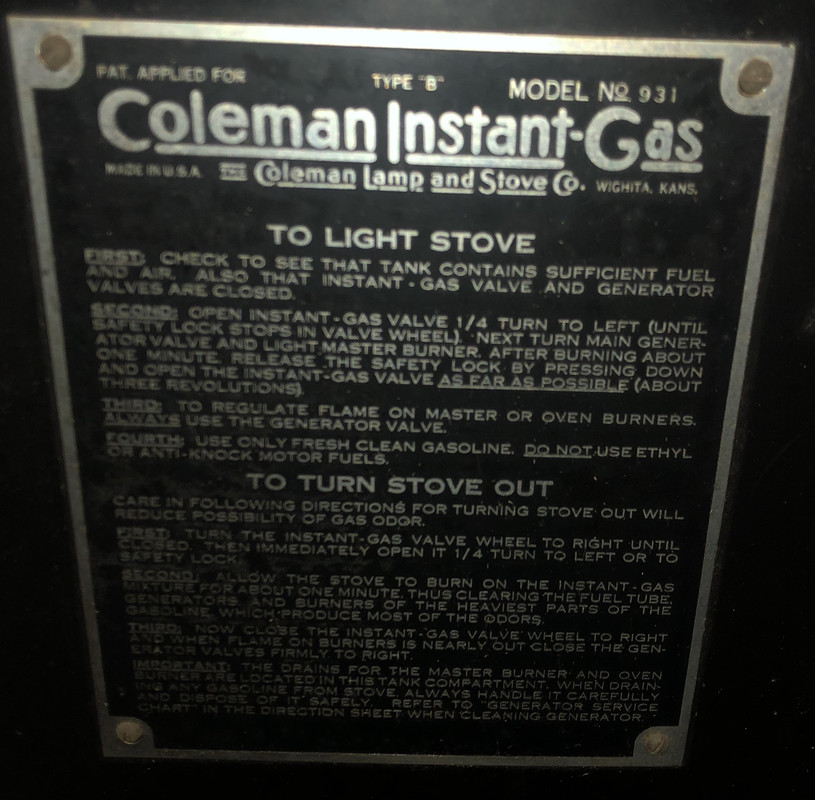 PAT. APPLIED FOR TYPE "B" MODEL NO 931
Coleman Instant-Gas
MADE IN U.S.A. THE Coleman Lamp and Stove Co. WICHITA, KANS.
TO LIGHT STOVE
FIRST: CHECK TO SEE THAT TANK CONTAINS SUFFICIENT FUEL
AND AIR. ALSO THAT INSTANT-GAS VALVE AND GENERATOR
VALVES ARE CLOSED.
SECOND: OPEN INSTANT-GAS VALVE 1/4 TURN TO LEFT (UNTIL
SAFETY LOCK STOPS IN VALVE WHEEL). NEXT TURN MAIN GENER-
ATOR VALVE AND LIGHT MASTER BURNER. AFTER BURNING ABOUT
ONE MINUTE, RELEASE THE SAFETY LOCK BY PRESSING DOWN
AND OPEN THE INSTANT-GAS VALVE AS FAR AS POSSIBLE (ABOUT
THREE REVOLUTIONS).
THIRD: TO REGULATE FLAME ON MASTER OR OVEN BURNERS.
ALWAYS USE THE GENERATOR VALVE.
FOURTH: USE ONLY FRESH CLEAN GASOLINE. DO NOT USE ETHYL
OR ANTI-KNOCK MOTOR FUELS.
TO TURN STOVE OUT
CARE IN FOLLOWING DIRECTIONS FOR TURNING STOVE OUT WILL
REDUCE POSSIBILITY OF GAS ODOR.
FIRST: TURN THE INSTANT-GAS VALVE WHEEL TO RIGHT UNTIL
CLOSED. THEN IMMEDIATELY OPEN IT 1/4 TURN TO LEFT OR TO
SAFETY LOCK.
SECOND: ALLOW THE STOVE TO BURN ON THE INSTANT-GAS
MIXTURE FOR ABOUT ONE MINUTE, THUS CLEARING THE FUEL TUBE,
GENERATORS AND BURNERS OF THE HEAVIEST PARTS OF THE
GASOLINE, WHICH PRODUCE MOST OF THE ODORS.
THIRD: NOW CLOSE THE INSTANT-GAS VALVE WHEEL TO RIGHT
AND WHEN FLAME ON BURNERS IS NEARLY OUT CLOSE THE GEN-
ERATOR VALVES FIRMLY TO RIGHT.
IMPORTANT: THE DRAINS FOR THE MASTER BURNER AND OVEN
BURNER ARE LOCATED IN THIS TANK COMPARTMENT. WHEN DRAIN-
ING ANY GASOLINE FROM STOVE, ALWAYS HANDLE IT CAREFULLY
AND DISPOSE OF IT SAFELY. REFER TO "GENERATOR SERVICE
CHART" IN THE DIRECTION SHEET WHEN CLEANING GENERATOR.